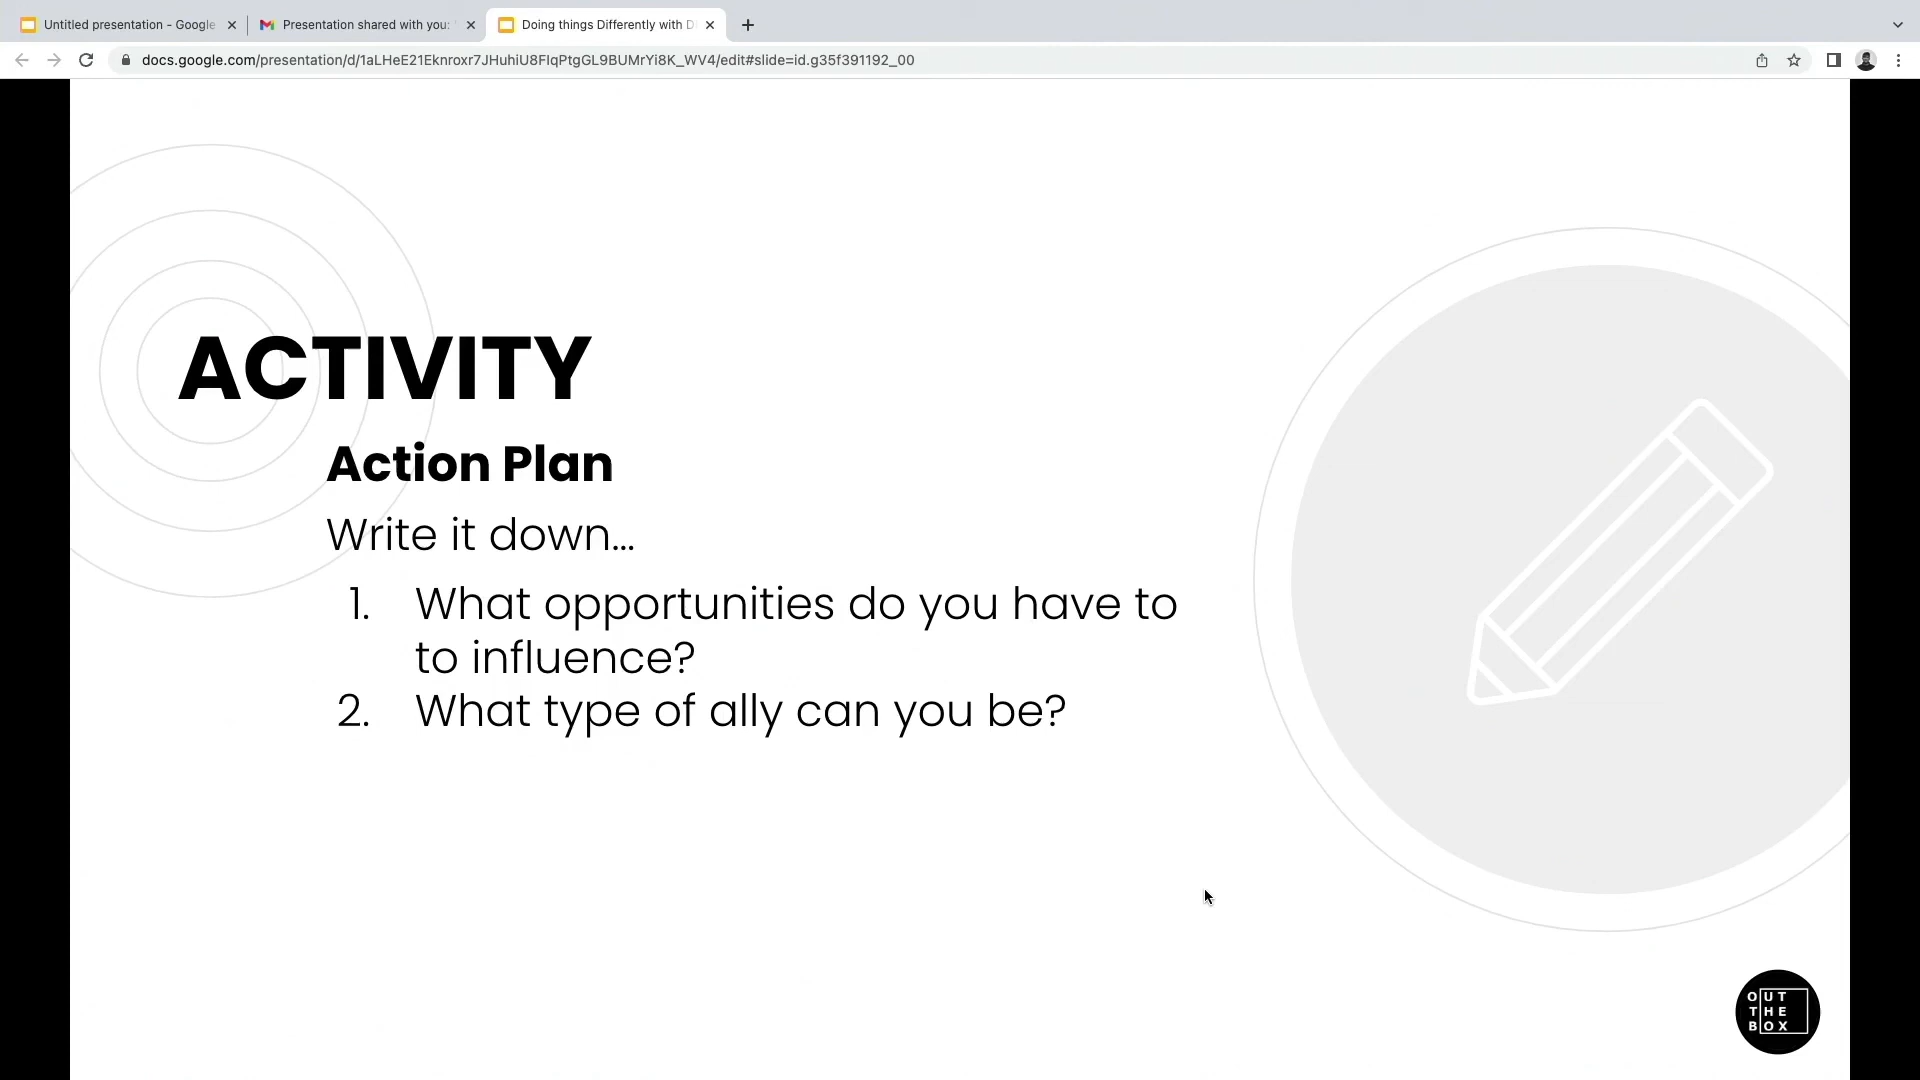 Untitled presentation - Google
Presentation shared with you:
Doing things Differently with D
docs.google.com/presentation/d/1aLHeE21Eknroxr7JHuhiU8FIqPtgGL9BUMrYi8K_WV4/edit#slide=id.g35f391192_00
ACTIVITY
Action Plan
Write it down...
1. What opportunities do you have to
to influence?
2. What type of ally can you be?
OUT
THE
BOX